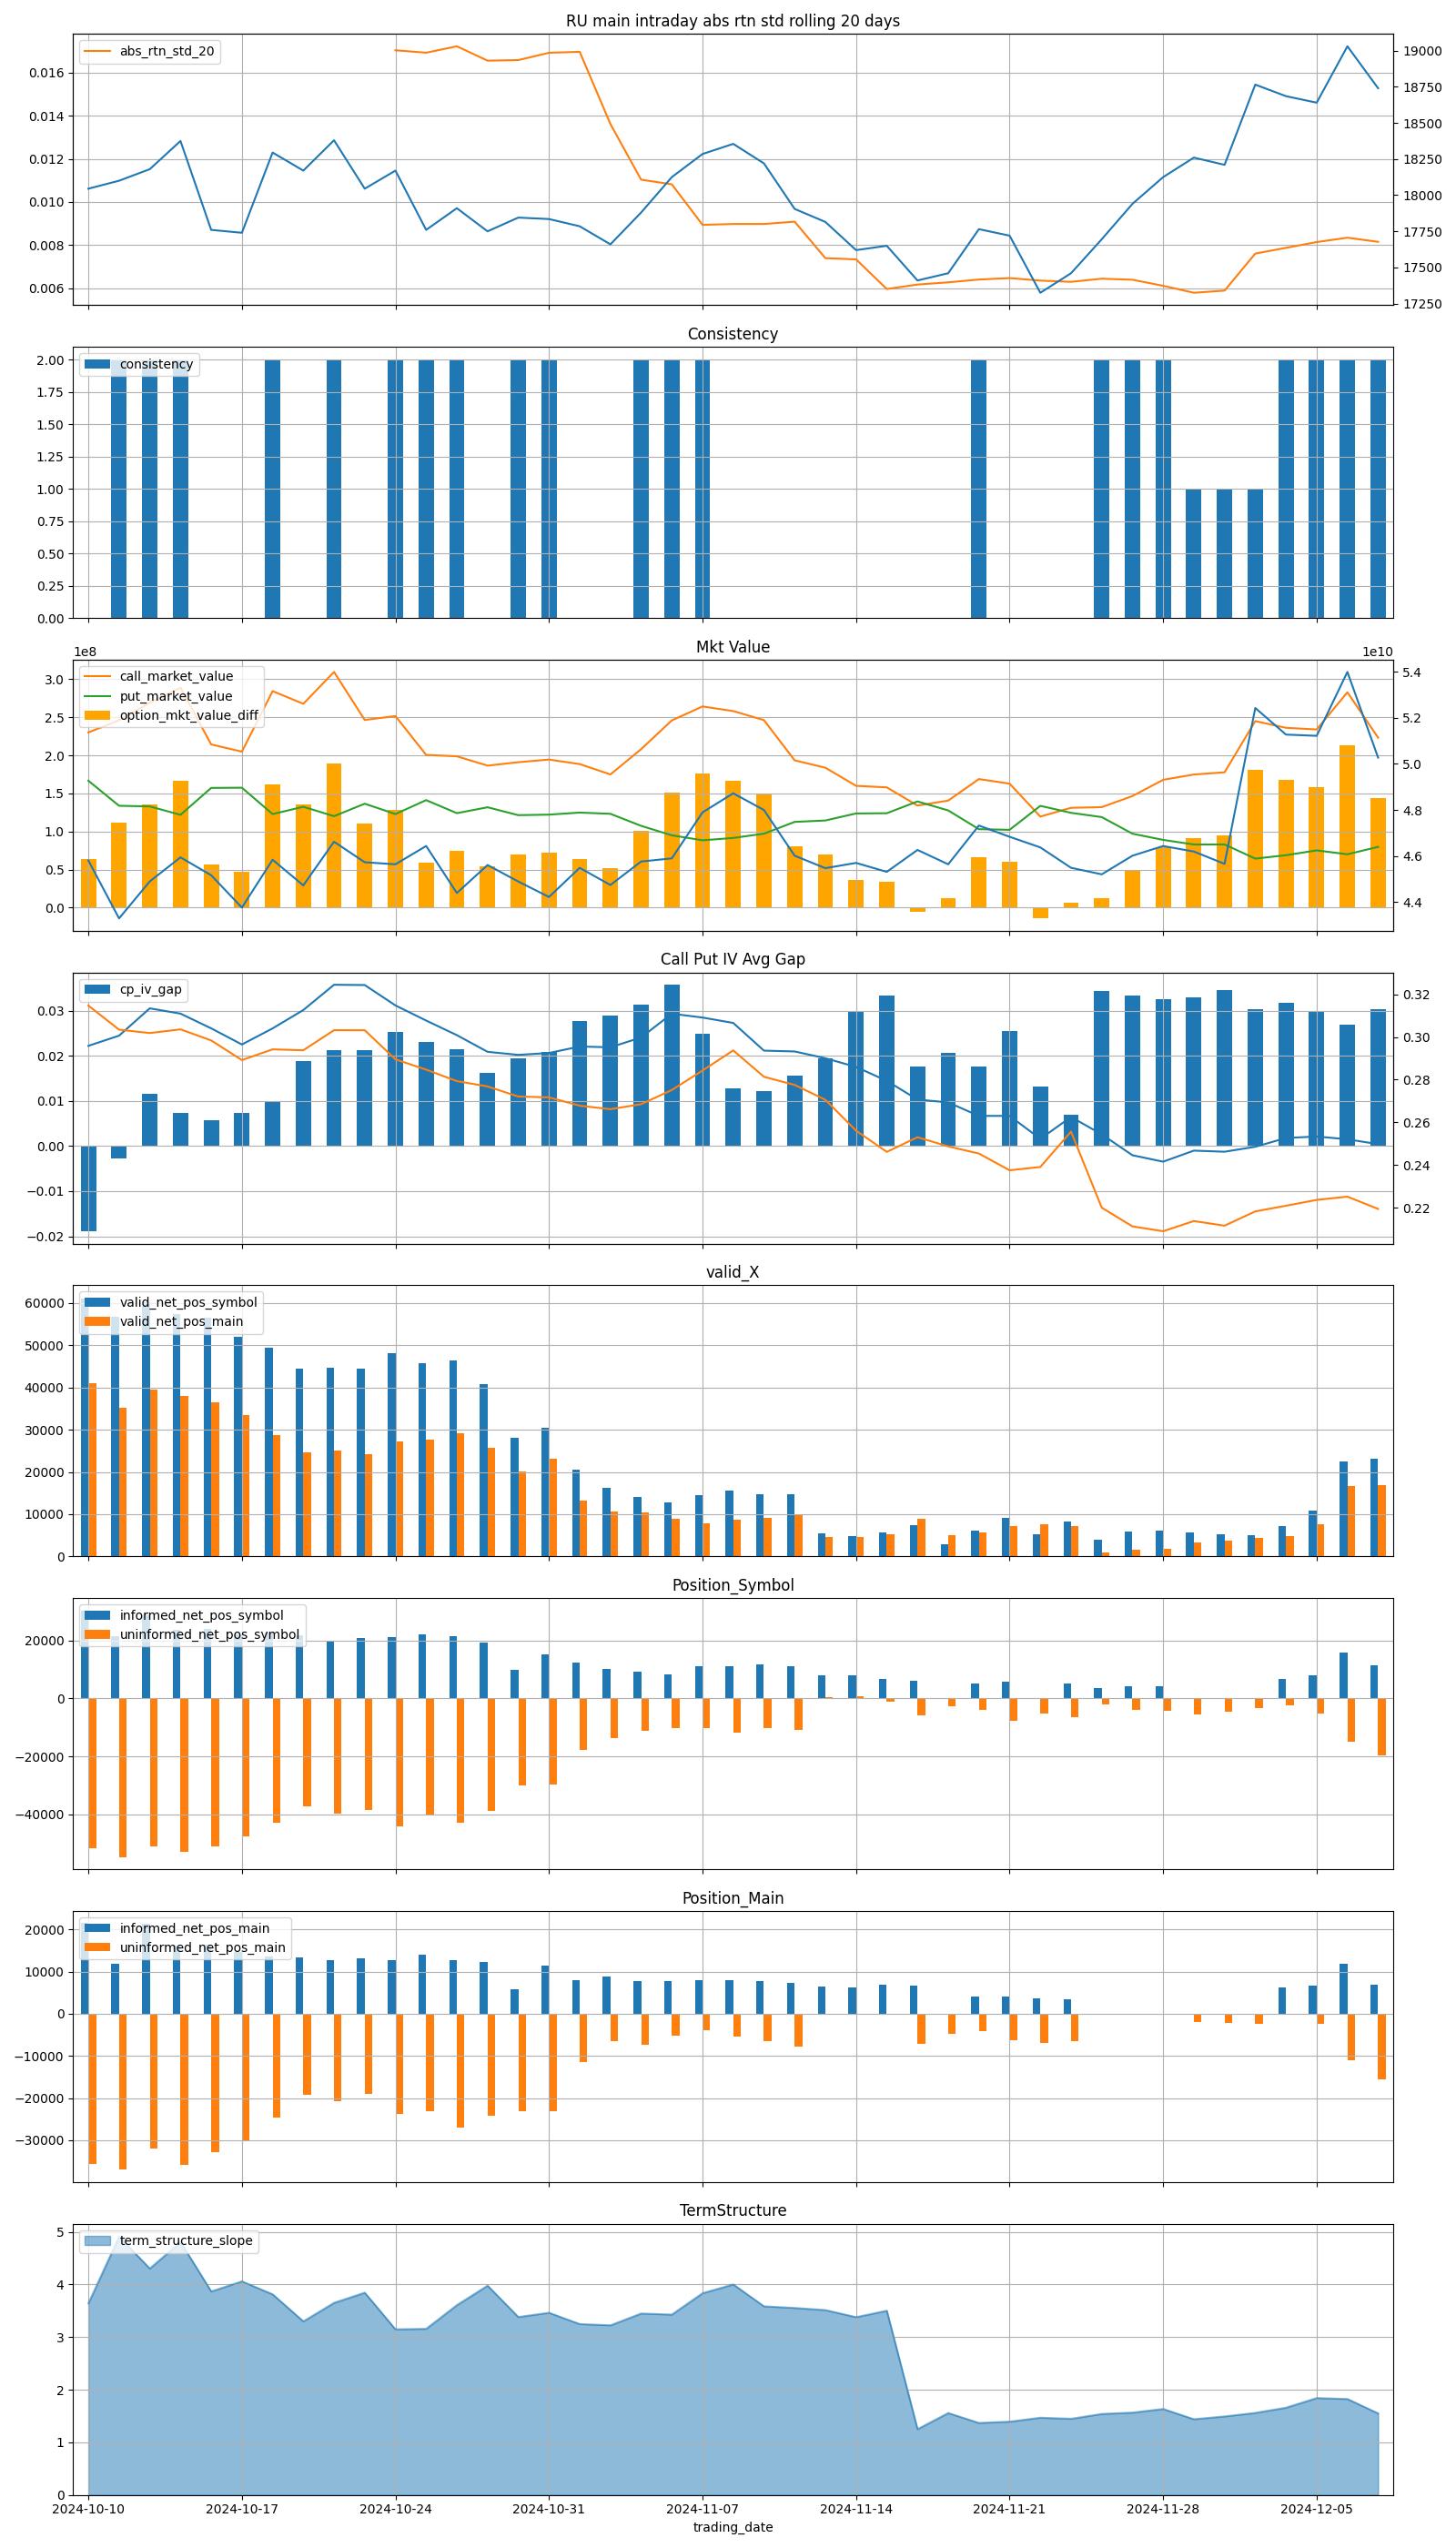 RU main intraday abs rtn std rolling 20 days
abs_rtn_std_20
0.016
0.014
0.012
0.010
0.008
0.006
19000
18750
18500
18250
18000
17750
17500
17250
Consistency
consistency
2.00
1.75
1.50
1.25
1.00
0.75
0.50
0.25
0.00
Mkt Value
1e8
1e10
call_market_value
put_market_value
option_mkt_value_diff
3.0
2.5
2.0
1.5
1.0
0.5
0.0
5.4
5.2
5.0
4.8
4.6
4.4
Call Put IV Avg Gap
cp_iv_gap
0.03
0.02
0.01
0.00
−0.01
−0.02
0.32
0.30
0.28
0.26
0.24
0.22
valid_X
valid_net_pos_symbol
valid_net_pos_main
60000
50000
40000
30000
20000
10000
0
Position_Symbol
informed_net_pos_symbol
uninformed_net_pos_symbol
20000
0
−20000
−40000
Position_Main
informed_net_pos_main
uninformed_net_pos_main
20000
10000
0
−10000
−20000
−30000
TermStructure
term_structure_slope
5
4
3
2
1
0
2024-10-10 2024-10-17 2024-10-24 2024-10-31 2024-11-07 2024-11-14 2024-11-21 2024-11-28 2024-12-05
trading_date